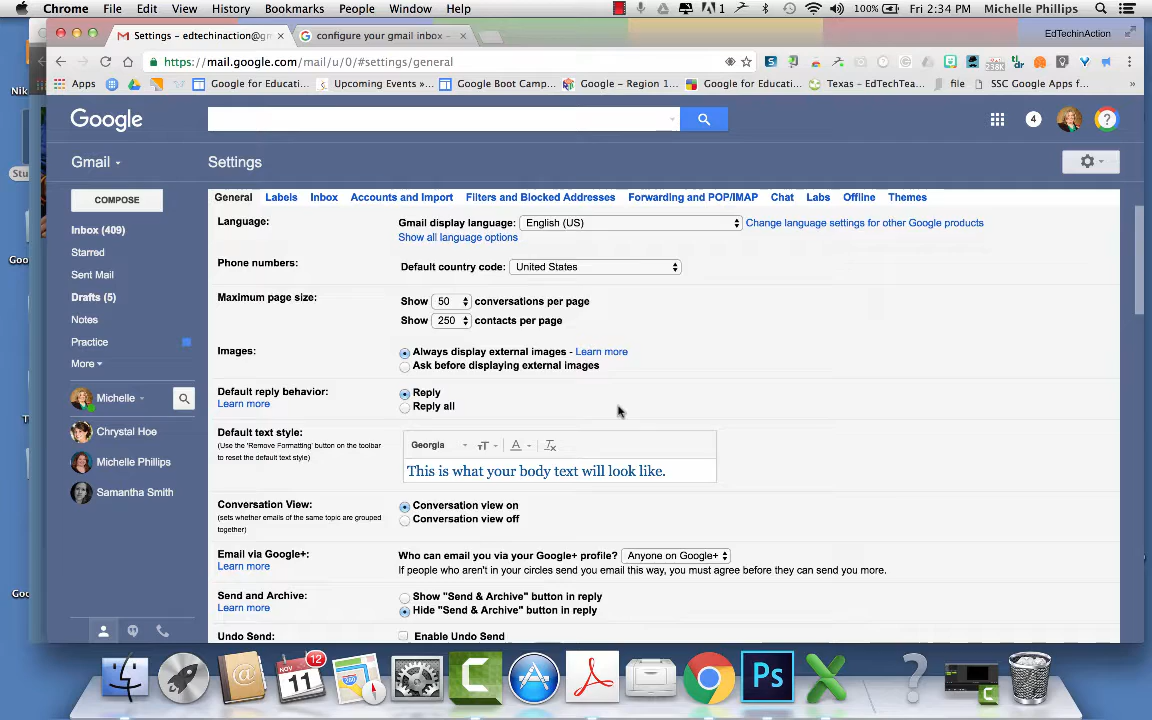 Chrome File Edit View History Bookmarks People Window Help 1 100% Fri 2:34 PM Michelle Phillips
Settings - edtechinaction@gm × configure your gmail inbox - × EdTechinAction
https://mail.google.com/mail/u/0/#settings/general
Apps Google for Educati... Upcoming Events »... Google Boot Camp... Google - Region 1... Google for Educatio... Texas - EdTechTea... file SSC Google Apps f...
Google 4
Gmail Settings
COMPOSE
General Labels Inbox Accounts and Import Filters and Blocked Addresses Forwarding and POP/IMAP Chat Labs Offline Themes
Language: Gmail display language: English (US) Change language settings for other Google products
Show all language options
Phone numbers: Default country code: United States
Maximum page size: Show 50 conversations per page
Show 250 contacts per page
Images: Always display external images - Learn more
Ask before displaying external images
Default reply behavior: Reply
Learn more Reply all
Default text style: Georgia
(Use the 'Remove Formatting' button on the toolbar
to reset the default text style)
This is what your body text will look like.
Conversation View: Conversation view on
(sets whether emails of the same topic are grouped
together)
Conversation view off
Email via Google+: Who can email you via your Google+ profile? Anyone on Google+
Learn more If people who aren't in your circles send you email this way, you must agree before they can send you more.
Send and Archive: Show "Send & Archive" button in reply
Learn more Hide "Send & Archive" button in reply
Undo Send: Enable Undo Send
Inbox (409)
Starred
Sent Mail
Drafts (5)
Notes
Practice
More
Michelle
Chrystal Hoe
Michelle Phillips
Samantha Smith
NOV 11 12
Ps